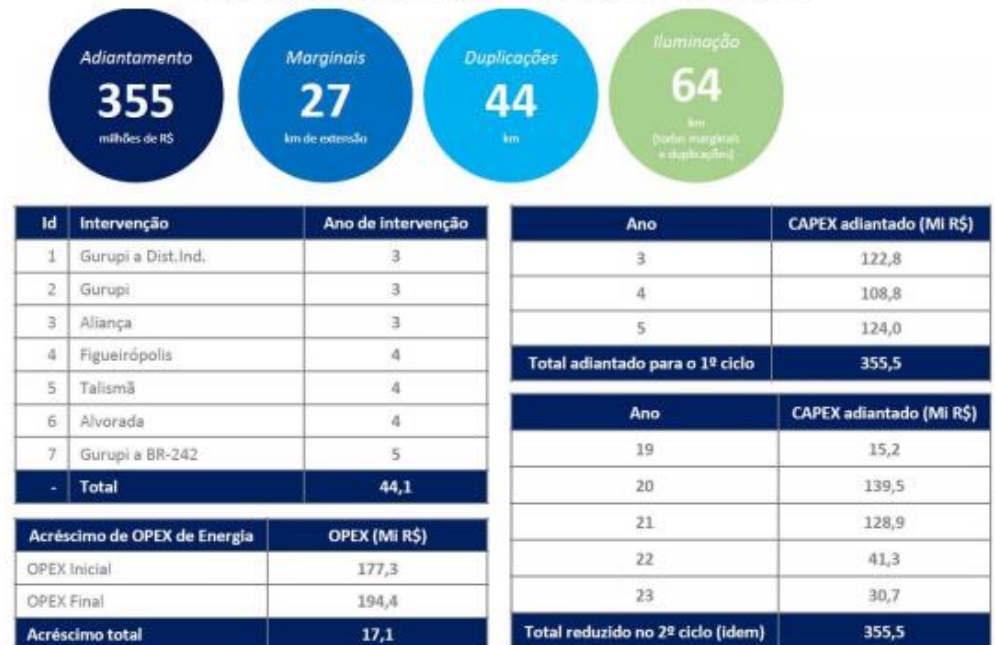 Adiantamento
355
milhões de R$
Marginais
27
km de extensão
Duplicações
44
km
Iluminação
64
km
(todas marginais
e duplicações)
Id Intervenção Ano de intervenção
1 Gurupi a Dist.Ind. 3
2 Gurupi 3
3 Aliança 3
4 Figueirópolis 4
5 Talismã 4
6 Alvorada 4
7 Gurupi a BR-242 5
- Total 44,1
Acréscimo de OPEX de Energia OPEX (Mi R$)
OPEX Inicial 177,3
OPEX Final 194,4
Acréscimo total 17,1
Ano CAPEX adiantado (Mi R$)
3 122,8
4 108,8
5 124,0
Total adiantado para o 1º ciclo 355,5
Ano CAPEX adiantado (Mi R$)
19 15,2
20 139,5
21 128,9
22 41,3
23 30,7
Total reduzido no 2º ciclo (idem) 355,5